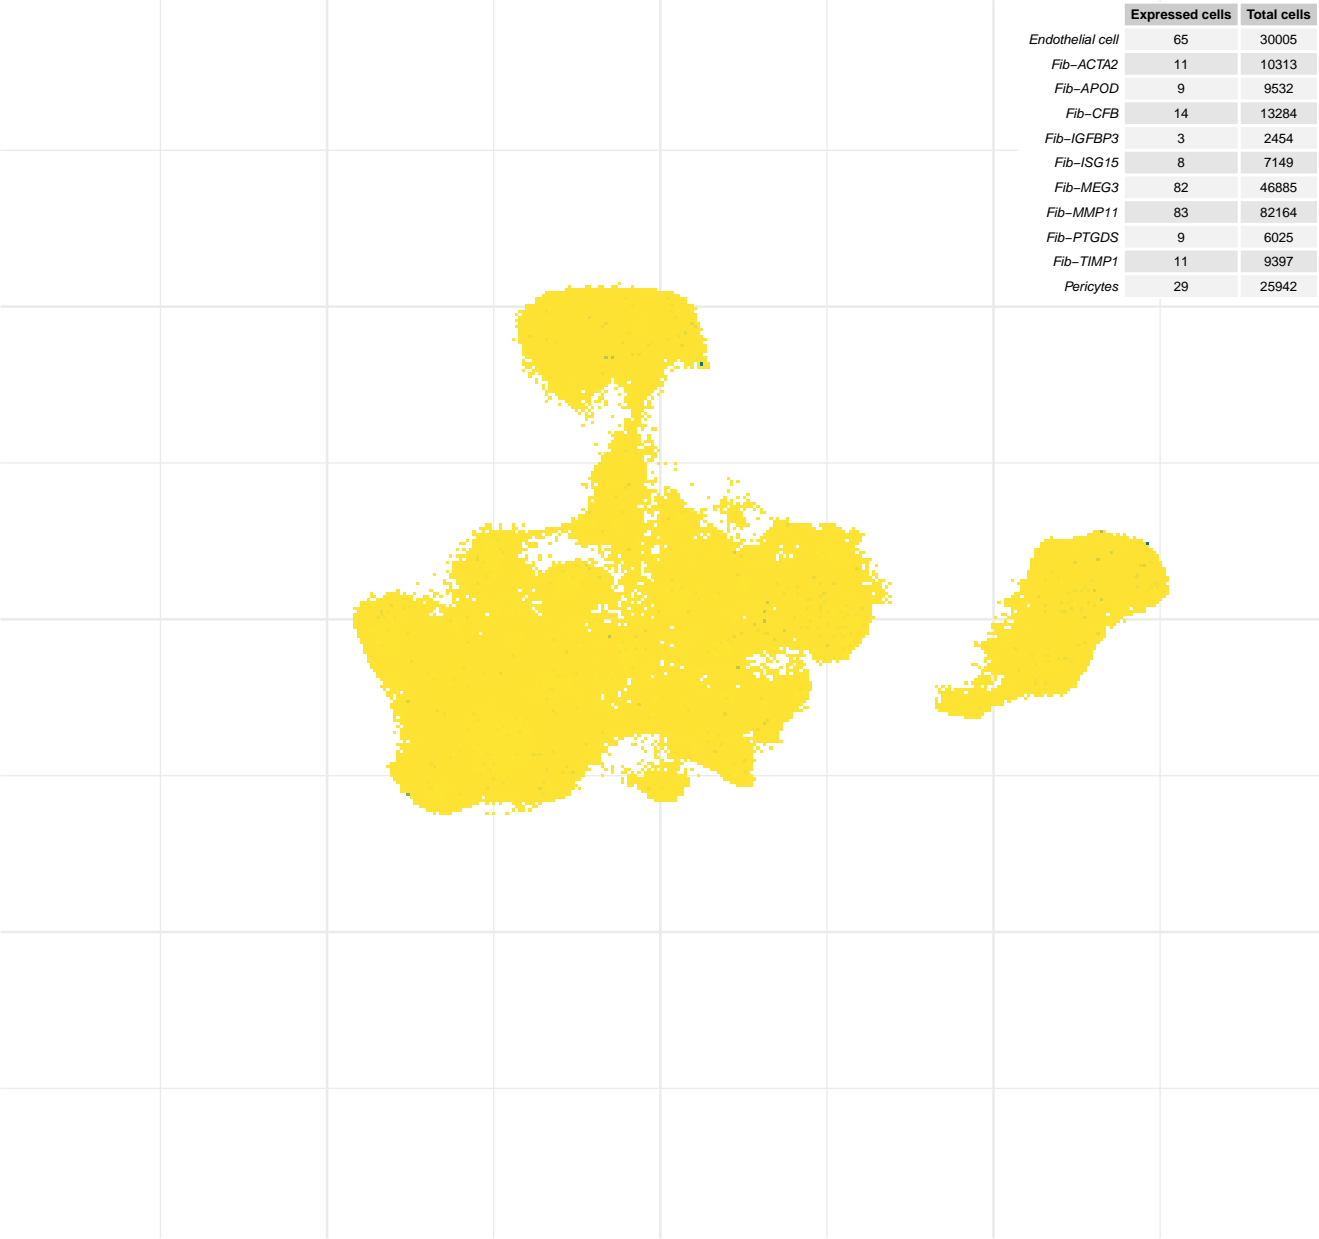 Expressed cells Total cells
Endothelial cell 65 30005
Fib−ACTA2 11 10313
Fib−APOD 9 9532
Fib−CFB 14 13284
Fib−IGFBP3 3 2454
Fib−ISG15 8 7149
Fib−MEG3 82 46885
Fib−MMP11 83 82164
Fib−PTGDS 9 6025
Fib−TIMP1 11 9397
Pericytes 29 25942